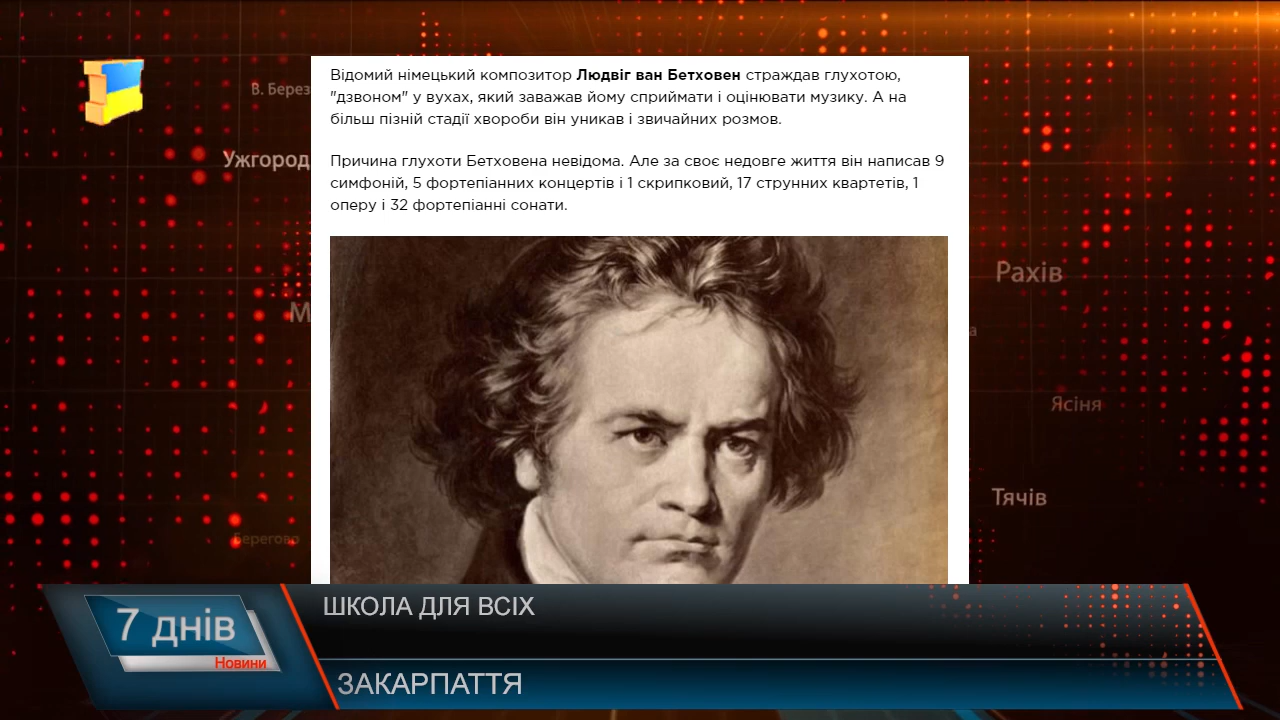 Відомий німецький композитор Людвіг ван Бетховен страждав глухотою,
"дзвоном" у вухах, який заважав йому сприймати і оцінювати музику. А на
більш пізній стадії хвороби він уникав і звичайних розмов.
Причина глухоти Бетховена невідома. Але за своє недовге життя він написав 9
симфоній, 5 фортепіанних концертів і 1 скрипковий, 17 струнних квартетів, 1
оперу і 32 фортепіанні сонати.
В. Берез
Ужгород
М
Рахів
а
Ясіня
Тячів
Берегово
7 днів
Новини
ШКОЛА ДЛЯ ВСІХ
ЗАКАРПАТТЯ